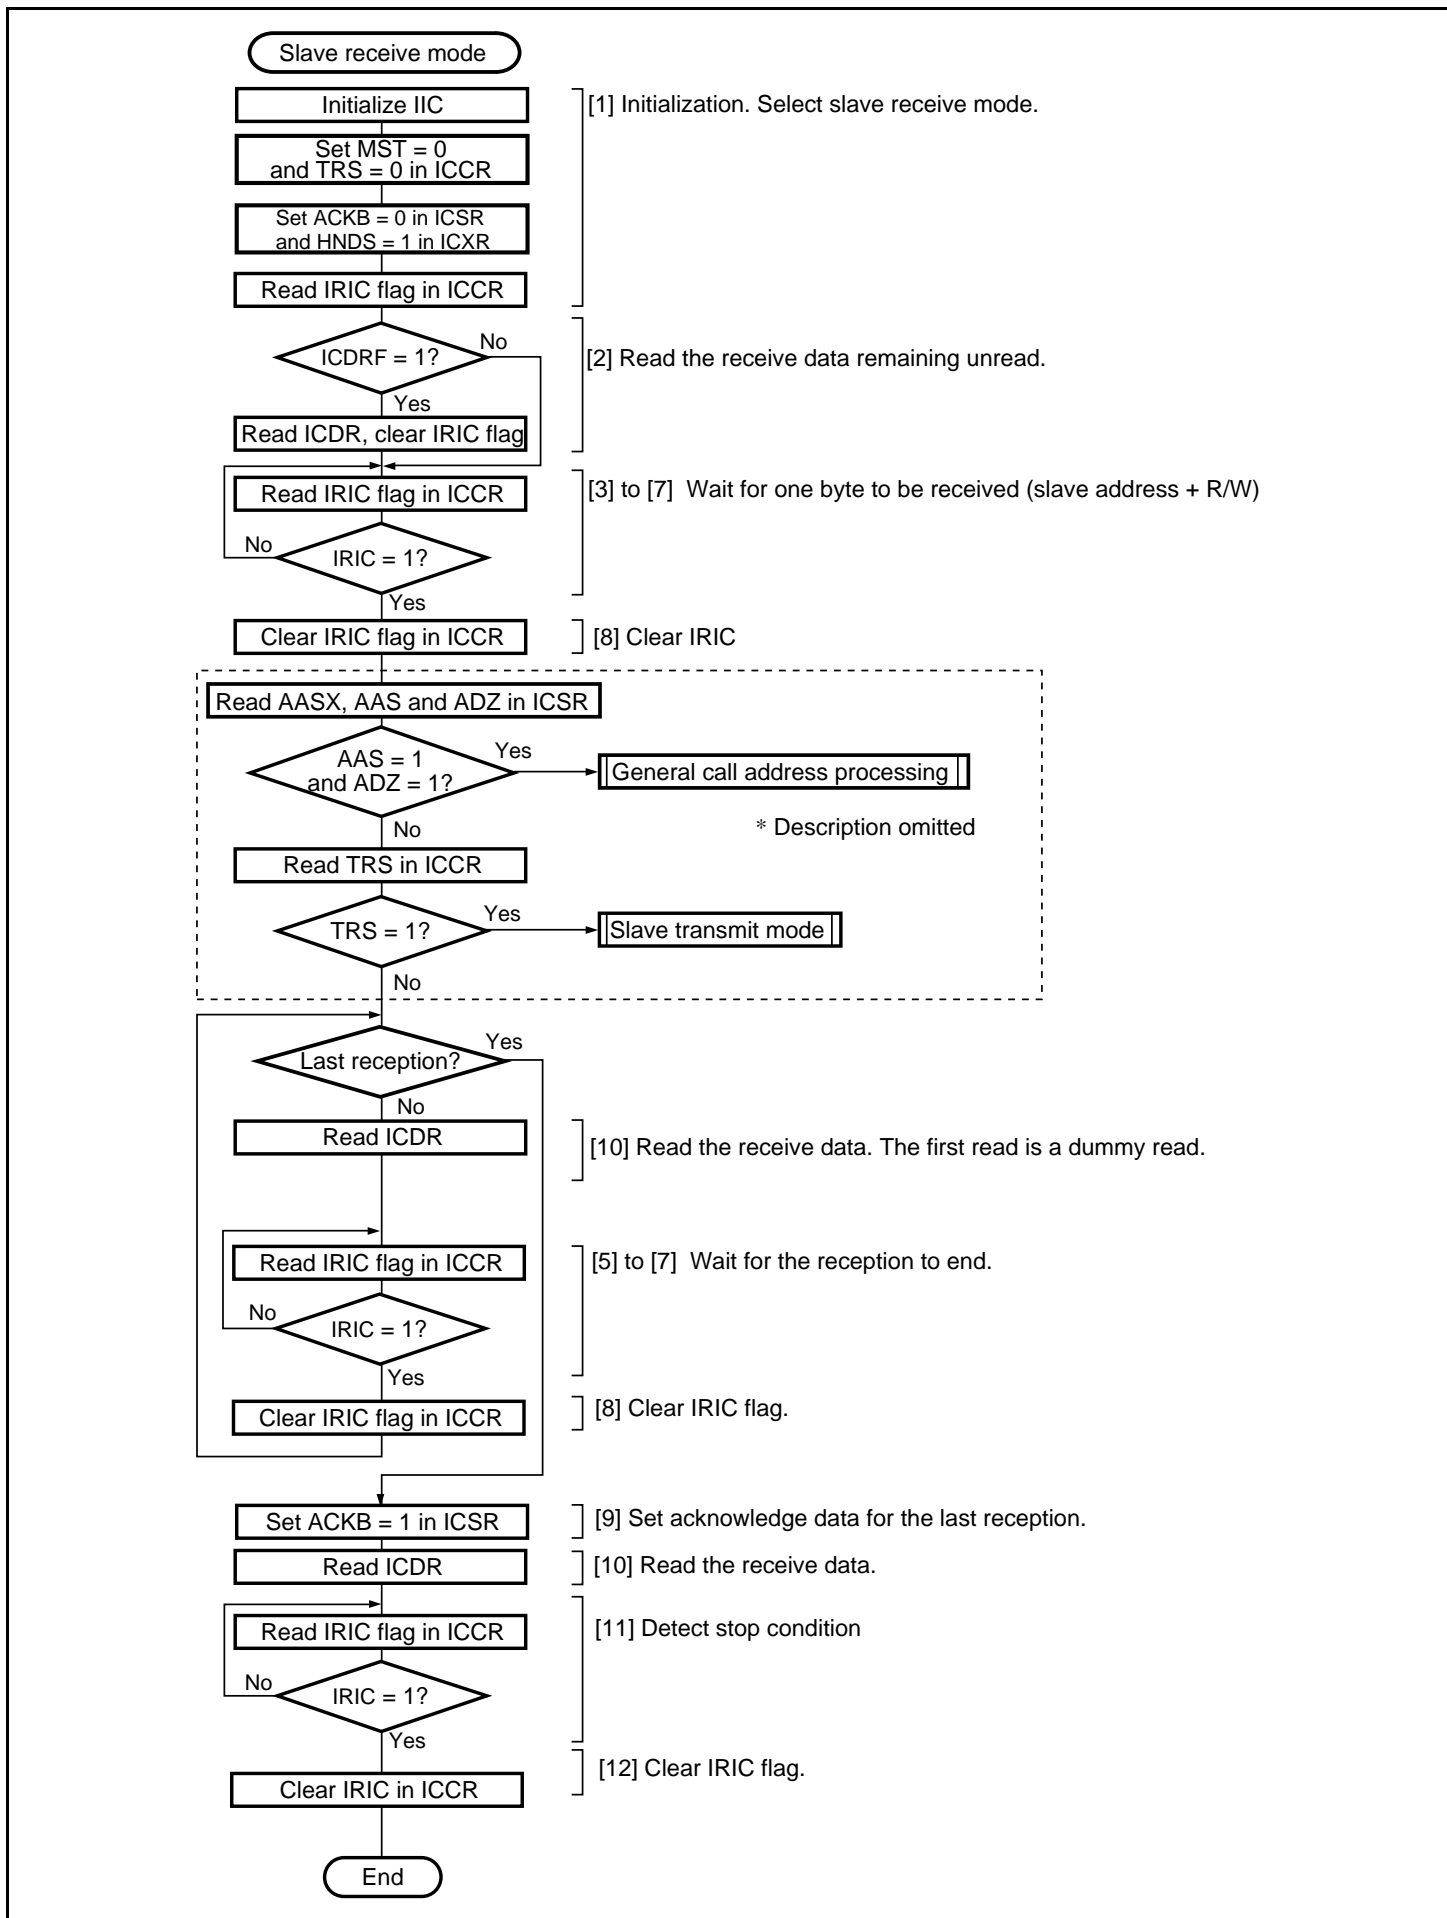 Slave receive mode
Initialize IIC
[1] Initialization. Select slave receive mode.
Set MST = 0
and TRS = 0 in ICCR
Set ACKB = 0 in ICSR
and HNDS = 1 in ICXR
Read IRIC flag in ICCR
ICDRF = 1?
No
[2] Read the receive data remaining unread.
Yes
Read ICDR, clear IRIC flag
Read IRIC flag in ICCR
[3] to [7] Wait for one byte to be received (slave address + R/W)
No
IRIC = 1?
Yes
Clear IRIC flag in ICCR
[8] Clear IRIC
Read AASX, AAS and ADZ in ICSR
AAS = 1
and ADZ = 1?
Yes
General call address processing
* Description omitted
No
Read TRS in ICCR
TRS = 1?
Yes
Slave transmit mode
No
Last reception?
Yes
No
Read ICDR
[10] Read the receive data. The first read is a dummy read.
Read IRIC flag in ICCR
[5] to [7] Wait for the reception to end.
No
IRIC = 1?
Yes
Clear IRIC flag in ICCR
[8] Clear IRIC flag.
Set ACKB = 1 in ICSR
[9] Set acknowledge data for the last reception.
Read ICDR
[10] Read the receive data.
Read IRIC flag in ICCR
[11] Detect stop condition
No
IRIC = 1?
Yes
Clear IRIC in ICCR
[12] Clear IRIC flag.
End